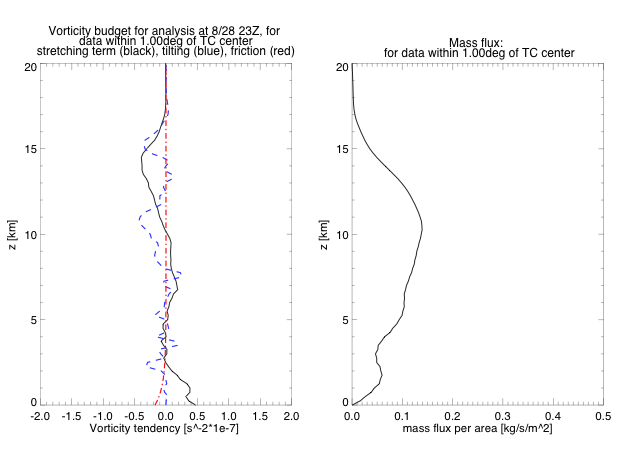 Vorticity budget for analysis at 8/28 23Z, for
data within 1.00deg of TC center
stretching term (black), tilting (blue), friction (red)
20
15
10
5
0
z [km]
-2.0 -1.5 -1.0 -0.5 0.0 0.5 1.0 1.5 2.0
Vorticity tendency [s^-2*1e-7]
Mass flux:
for data within 1.00deg of TC center
20
15
10
5
0
z [km]
0.0 0.1 0.2 0.3 0.4 0.5
mass flux per area [kg/s/m^2]